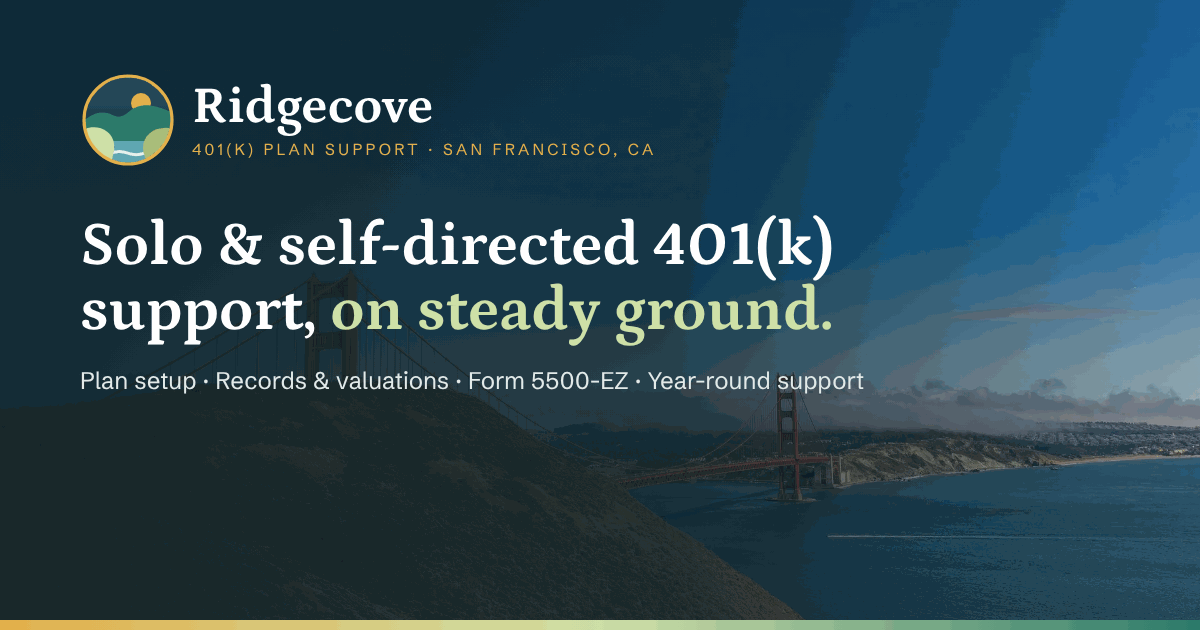 Ridgecove
401(K) PLAN SUPPORT · SAN FRANCISCO, CA
Solo & self-directed 401(k)
support, on steady ground.
Plan setup · Records & valuations · Form 5500-EZ · Year-round support